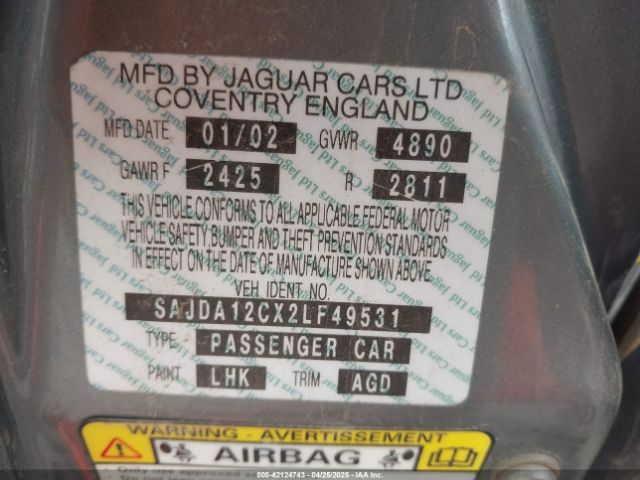 MFD BY JAGUAR CARS LTD
COVENTRY ENGLAND
MFD DATE 01/02 GVWR 4890
GAWR F 2425 R 2811
THIS VEHICLE CONFORMS TO ALL APPLICABLE FEDERAL MOTOR
VEHICLE SAFETY, BUMPER AND THEFT PREVENTION STANDARDS
IN EFFECT ON THE DATE OF MANUFACTURE SHOWN ABOVE.
VEH IDENT NO.
SAJDA12CX2LF49531
TYPE PASSENGER CAR
PAINT LHK TRIM AGD
WARNING - AVERTISSEMENT
AIRBAG
Only use approved
000-42124743 - 04/25/2025 - IAA Inc.